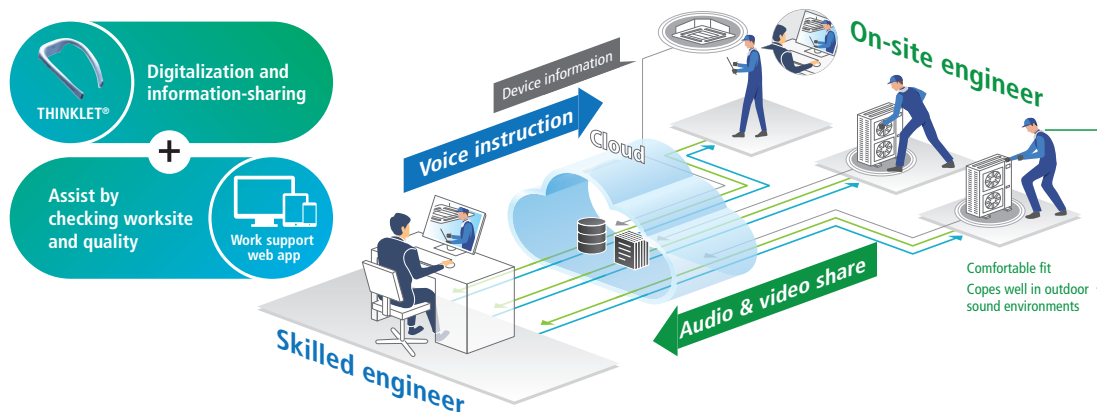 Digitalization and
information-sharing
THINKLET®
+
Assist by
checking worksite
and quality
Work support
web app
Device information
Voice instruction
Cloud
On-site engineer
Audio & video share
Skilled engineer
Comfortable fit
Copes well in outdoor
sound environments